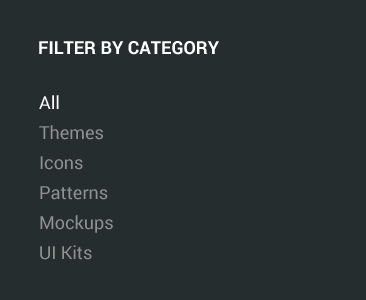 FILTER BY CATEGORY
All
Themes
Icons
Patterns
Mockups
UI Kits